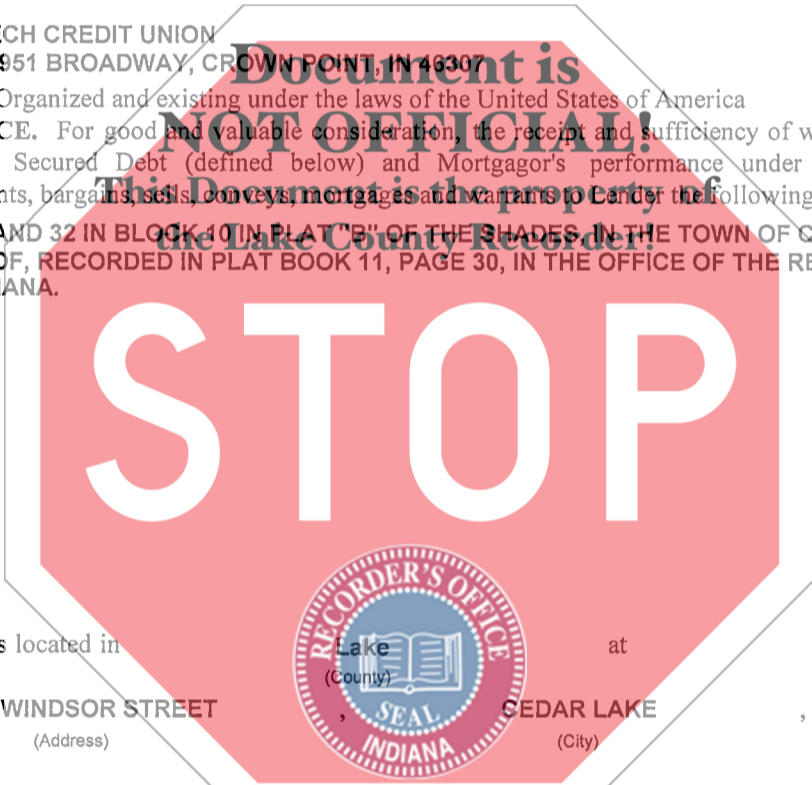 CH CREDIT UNION
951 BROADWAY, CROWN POINT, IN 46307
Document is
Organized and existing under the laws of the United States of America
CE. For good and valuable consideration, the receipt and sufficiency of w
NOT OFFICIAL!
Secured Debt (defined below) and Mortgagor's performance under
nts, bargains, sells, conveys, mortgages and warrants to Lender the following
This Document is the property of
AND 32 IN BLOCK 10 IN PLAT "B" OF THE SHADES, IN THE TOWN OF C
the Lake County Recorder!
OF, RECORDED IN PLAT BOOK 11, PAGE 30, IN THE OFFICE OF THE RE
IANA.
STOP
RECORDER'S OFFICE
SEAL
INDIANA
s located in Lake at
(County)
WINDSOR STREET , CEDAR LAKE ,
(Address) (City)